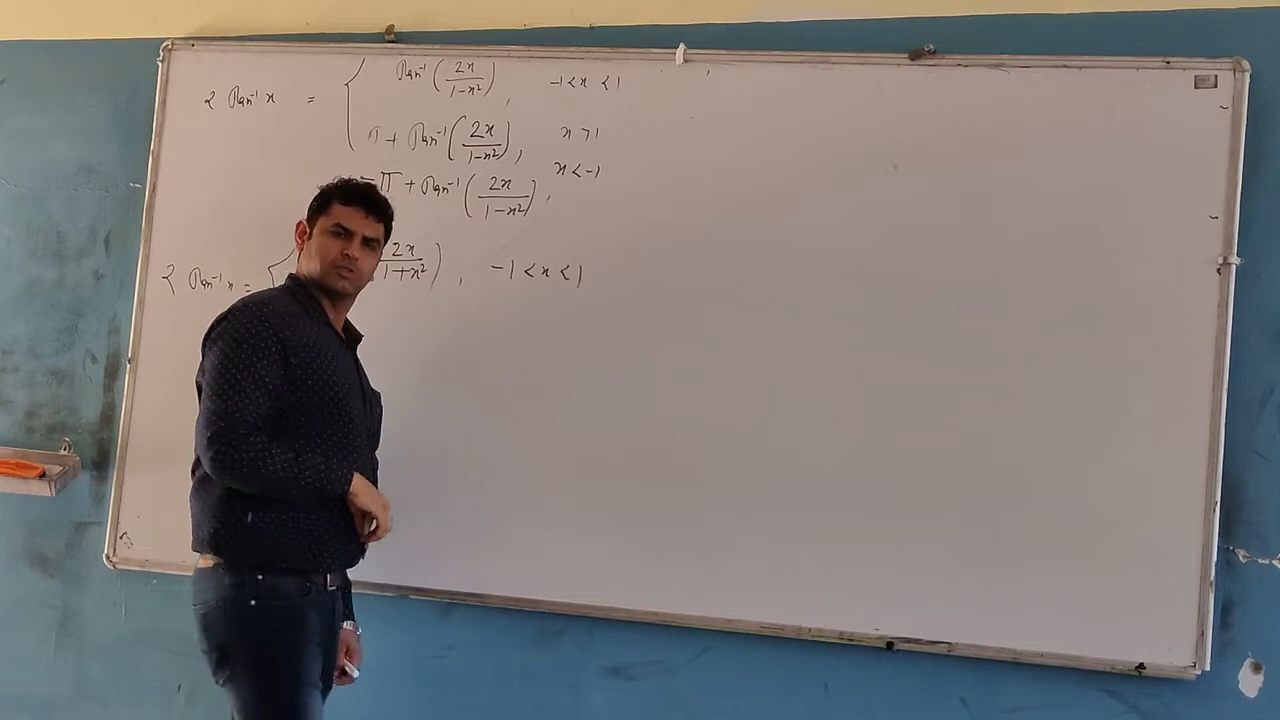 2 tan⁻¹ x = { tan⁻¹ (2x/(1-x²)), -1 < x < 1
π + tan⁻¹ (2x/(1-x²)), x > 1
-π + tan⁻¹ (2x/(1-x²)), x < -1
2 tan⁻¹ x = { 2x/(1+x²)), -1 < x < 1